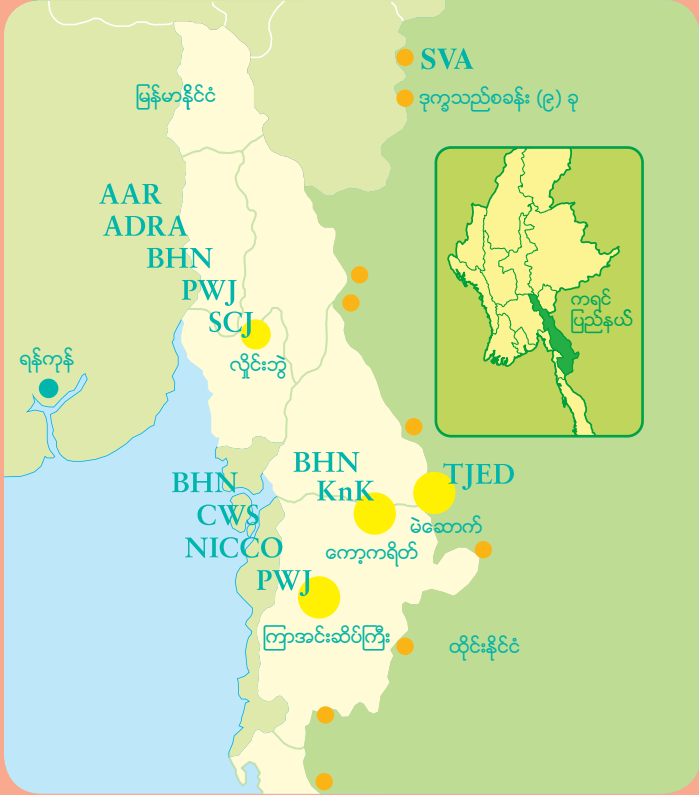 SVA
မြန်မာနိုင်ငံ
ဒုက္ခသည်စခန်း (၉) ခု
AAR
ADRA
BHN
PWJ
SCJ
ကရင်
ပြည်နယ်
ရန်ကုန်
လှိုင်းဘွဲ
BHN
KnK
TJED
BHN
CWS
NICCO
PWJ
မဲဆောက်
ကော့ကရိတ်
ကြာအင်းဆိပ်ကြီး
ထိုင်းနိုင်ငံ